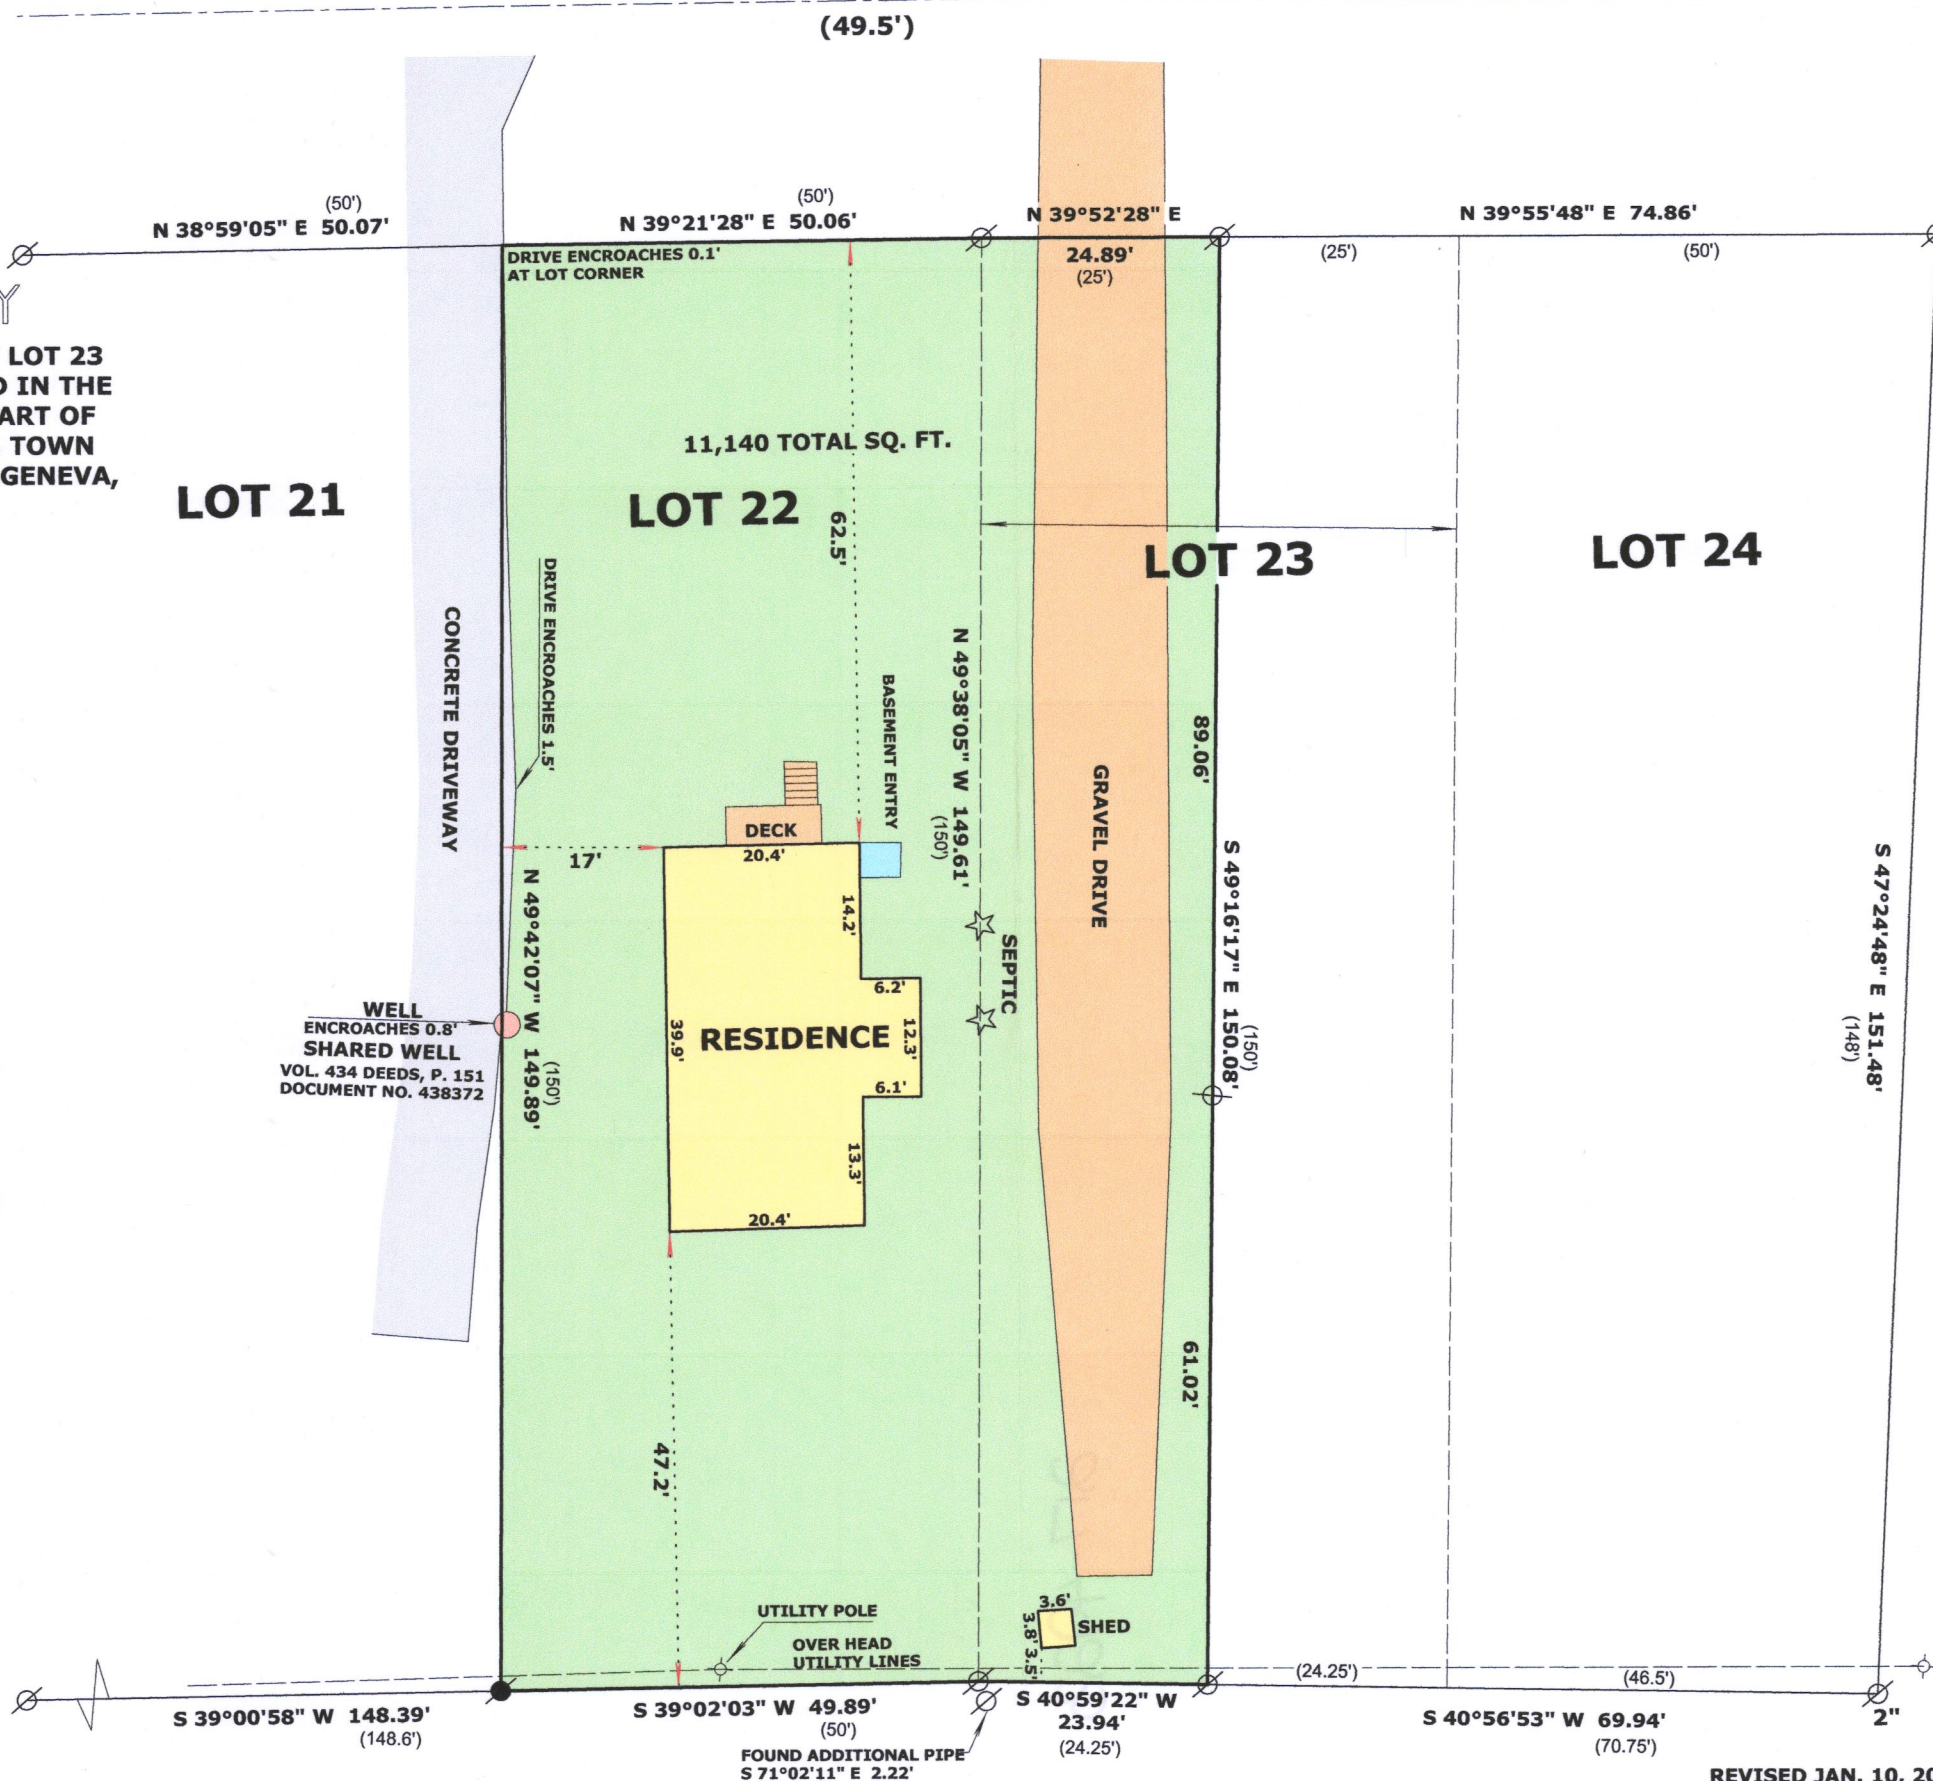 (49.5')
(50')
N 38°59'05" E 50.07'
(50')
N 39°21'28" E 50.06'
N 39°52'28" E
24.89'
(25')
N 39°55'48" E 74.86'
(25')
(50')
DRIVE ENCROACHES 0.1'
AT LOT CORNER
Y
LOT 23
D IN THE
ART OF
TOWN
GENEVA,
11,140 TOTAL SQ. FT.
LOT 21
LOT 22
LOT 23
LOT 24
62.5'
DRIVE ENCROACHES 1.5'
CONCRETE DRIVEWAY
BASEMENT ENTRY
N 49°38'05" W 149.61'
(150')
89.06'
GRAVEL DRIVE
S 49°16'17" E 150.08'
(150')
S 47°24'48" E 151.48'
(148')
DECK
20.4'
17'
14.2'
N 49°42'07" W 149.89'
(150')
SEPTIC
6.2'
WELL
ENCROACHES 0.8'
SHARED WELL
VOL. 434 DEEDS, P. 151
DOCUMENT NO. 438372
39.9'
RESIDENCE
12.3'
6.1'
13.3'
20.4'
61.02'
47.2'
3.6'
3.8'
3.5'
SHED
UTILITY POLE
OVER HEAD
UTILITY LINES
(24.25')
(46.5')
S 39°00'58" W 148.39'
(148.6')
S 39°02'03" W 49.89'
(50')
S 40°59'22" W
23.94'
(24.25')
S 40°56'53" W 69.94'
(70.75')
2"
FOUND ADDITIONAL PIPE
S 71°02'11" E 2.22'
REVISED JAN. 10, 20